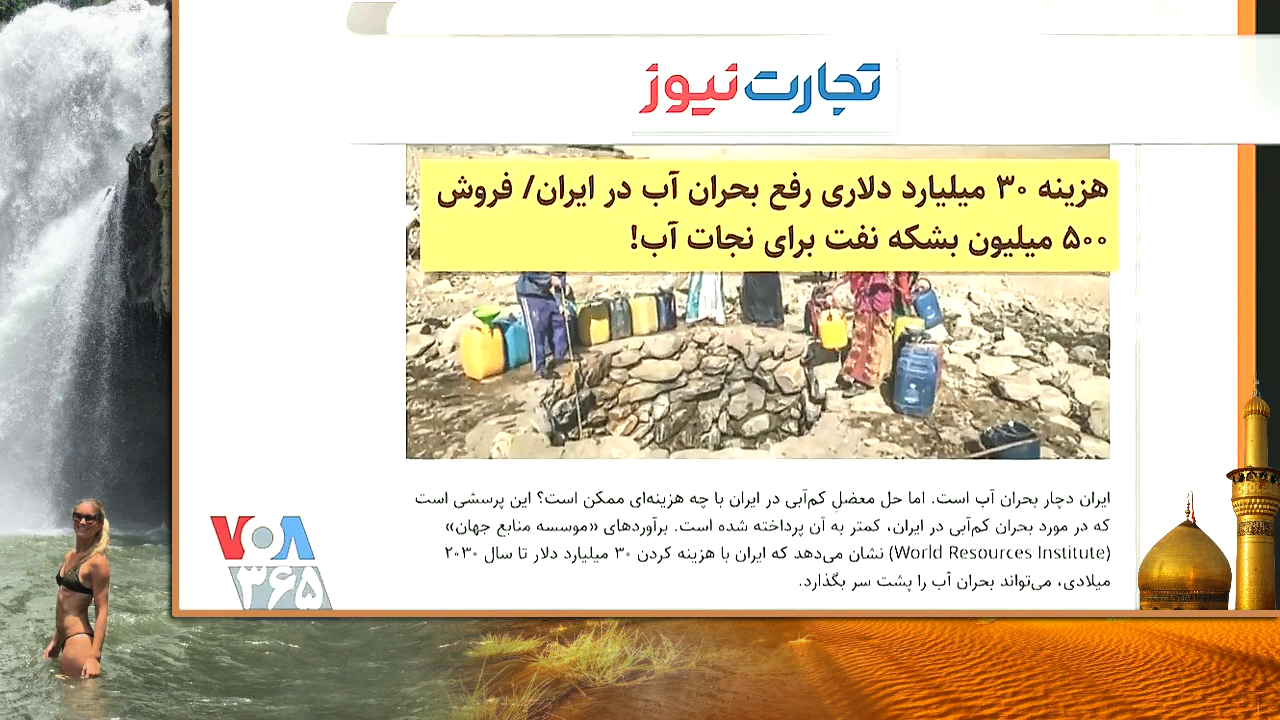 تجارت‌نیوز
هزینه ۳۰ میلیارد دلاری رفع بحران آب در ایران/ فروش
۵۰۰ میلیون بشکه نفت برای نجات آب!
ایران دچار بحران آب است. اما حل معضلِ کم‌آبی در ایران با چه هزینه‌ای ممکن است؟ این پرسشی است
که در مورد بحران کم‌آبی در ایران، کمتر به آن پرداخته شده است. برآوردهای «موسسه منابع جهان»
(World Resources Institute) نشان می‌دهد که ایران با هزینه کردن ۳۰ میلیارد دلار تا سال ۲۰۳۰
میلادی، می‌تواند بحران آب را پشت سر بگذارد.
VOA
۳۶۵